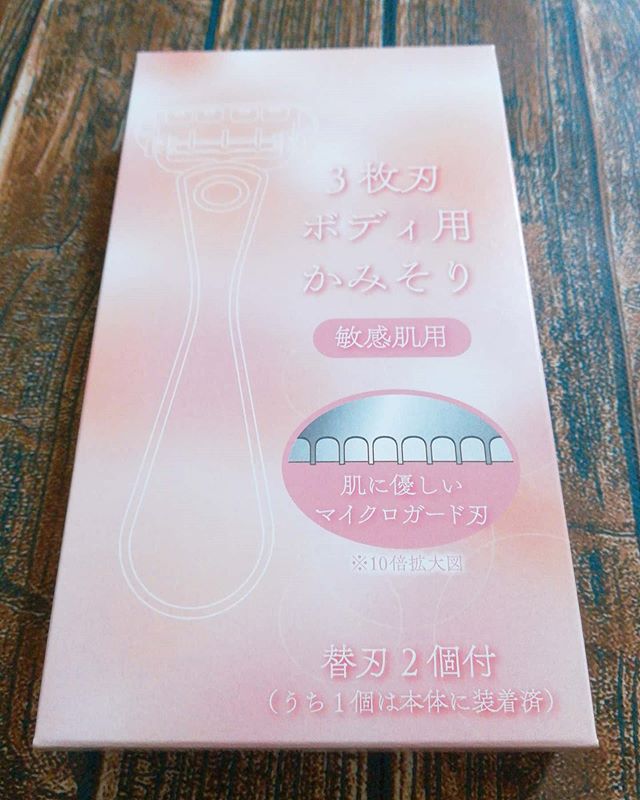 3枚刃
ボディ用
かみそり
敏感肌用
肌に優しい
マイクロガード刃
※10倍拡大図
替刃2個付
（うち1個は本体に装着済）